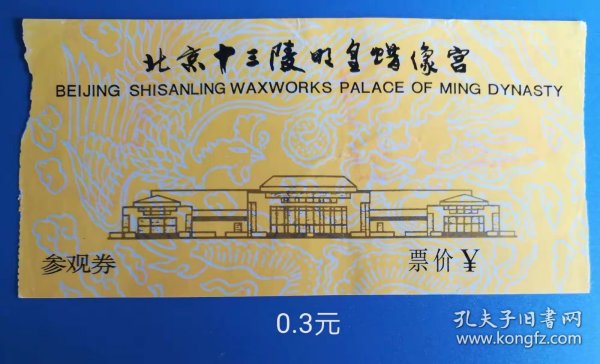 北京十三陵明皇蜡像宫
BEIJING SHISANLING WAXWORKS PALACE OF MING DYNASTY
参观券
票价¥
0.3元
孔夫子旧书网
www.kongfz.com